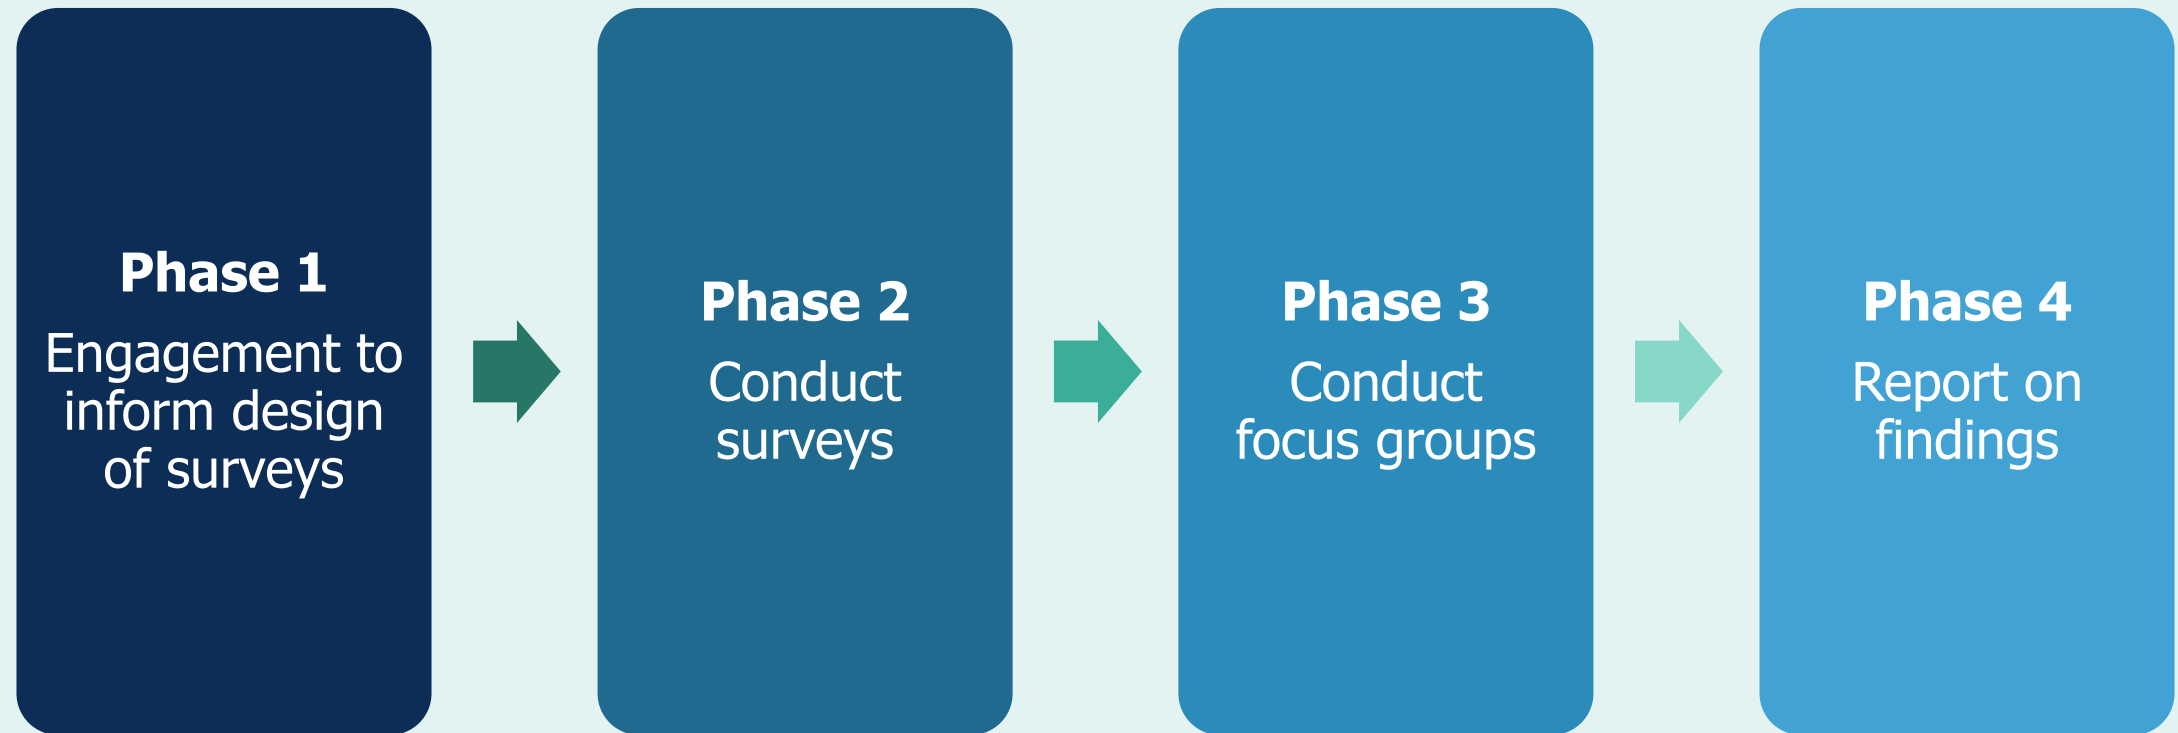 Phase 1
Engagement to
inform design
of surveys
Phase 2
Conduct
surveys
Phase 3
Conduct
focus groups
Phase 4
Report on
findings